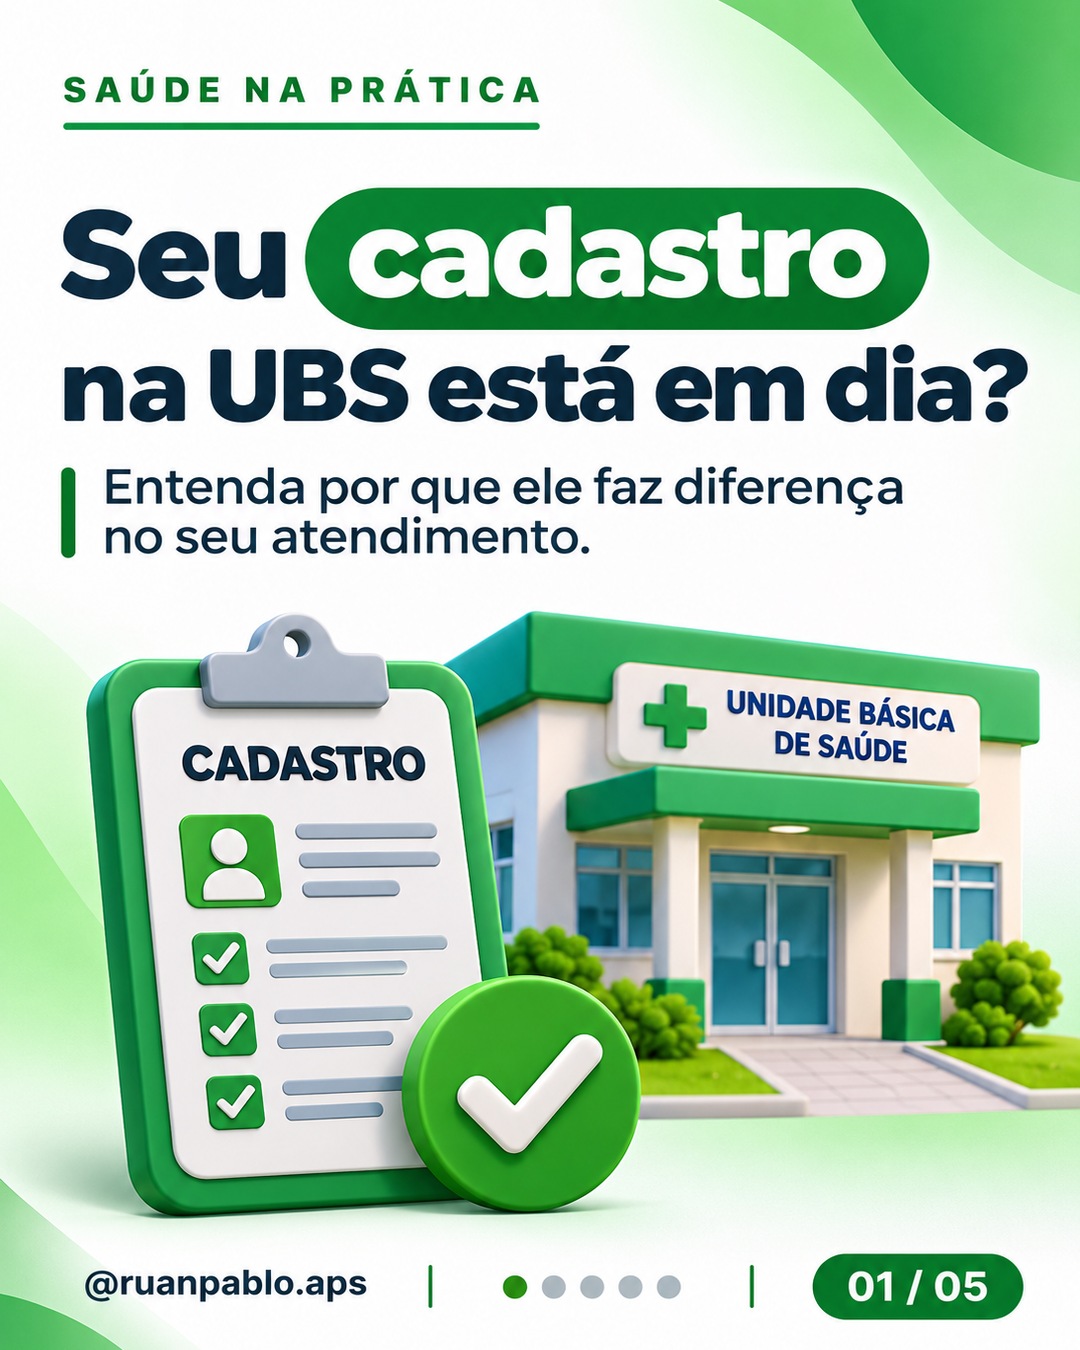 SAÚDE NA PRÁTICA
Seu cadastro
na UBS está em dia?
Entenda por que ele faz diferença
no seu atendimento.
CADASTRO
UNIDADE BÁSICA
DE SAÚDE
@ruanpablo.aps
01 / 05